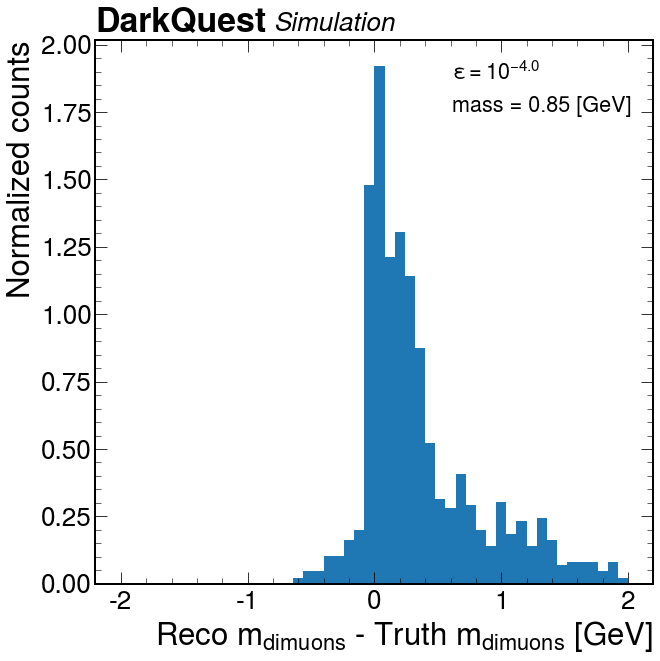 DarkQuest Simulation
ε = 10⁻⁴·⁰
mass = 0.85 [GeV]
Normalized counts
2.00
1.75
1.50
1.25
1.00
0.75
0.50
0.25
0.00
-2 -1 0 1 2
Reco m_dimuons - Truth m_dimuons [GeV]